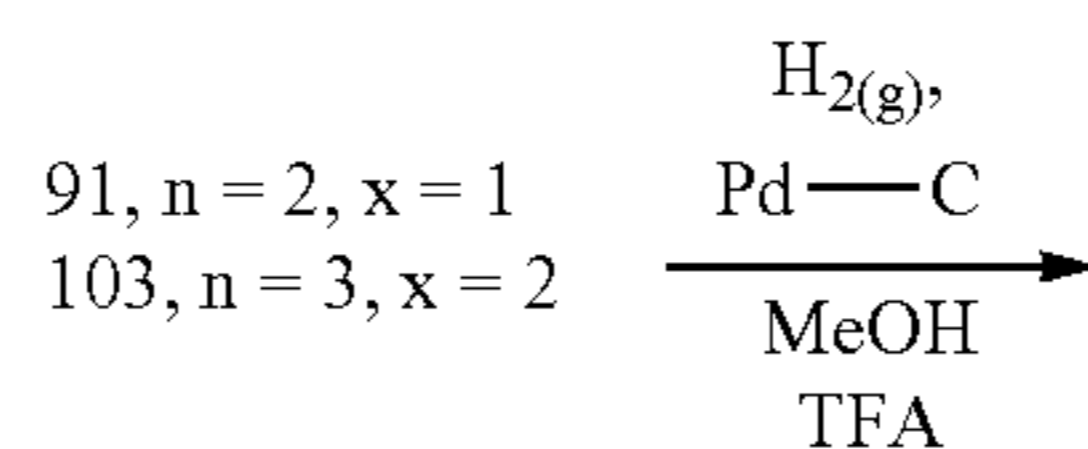 91, n = 2, x = 1
103, n = 3, x = 2
H2(g),
Pd—C
MeOH
TFA